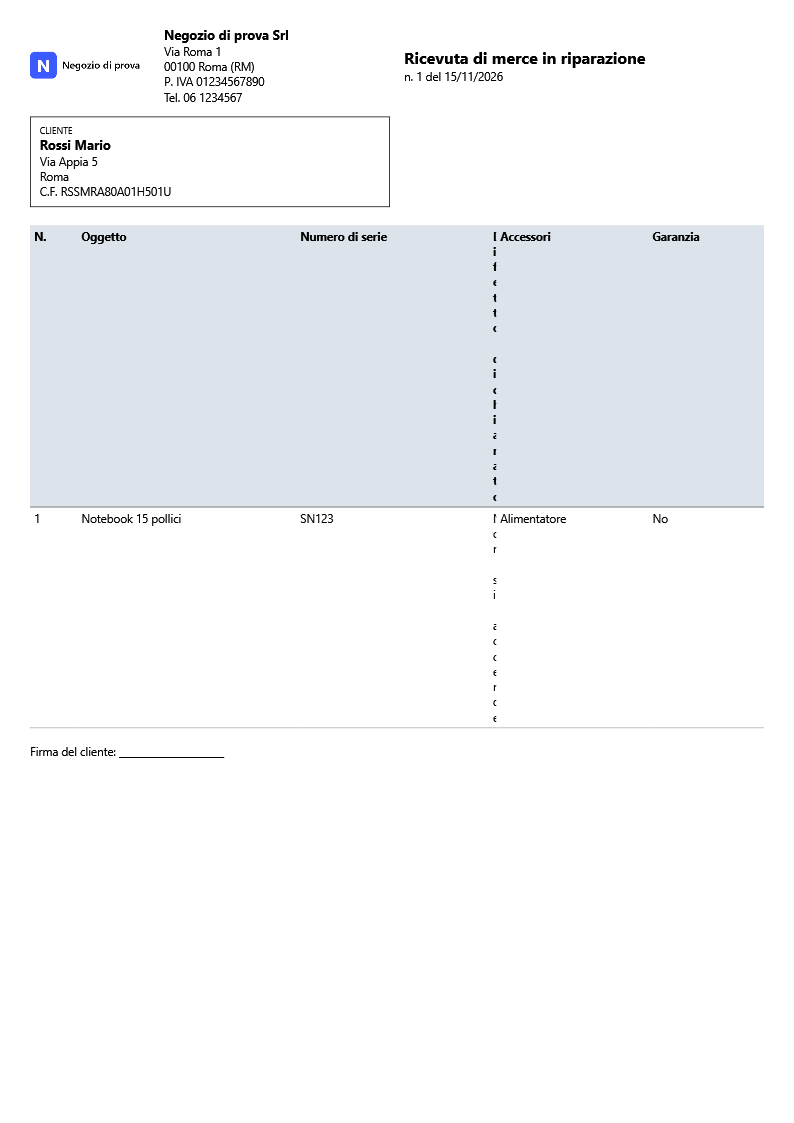 Negozio di prova Srl
Via Roma 1
00100 Roma (RM)
P. IVA 01234567890
Tel. 06 1234567
N Negozio di prova
Ricevuta di merce in riparazione
n. 1 del 15/11/2026
CLIENTE
Rossi Mario
Via Appia 5
Roma
C.F. RSSMRA80A01H501U
N. Oggetto Numero di serie Accessori Garanzia
1 Notebook 15 pollici SN123 Alimentatore No
Firma del cliente: _________________